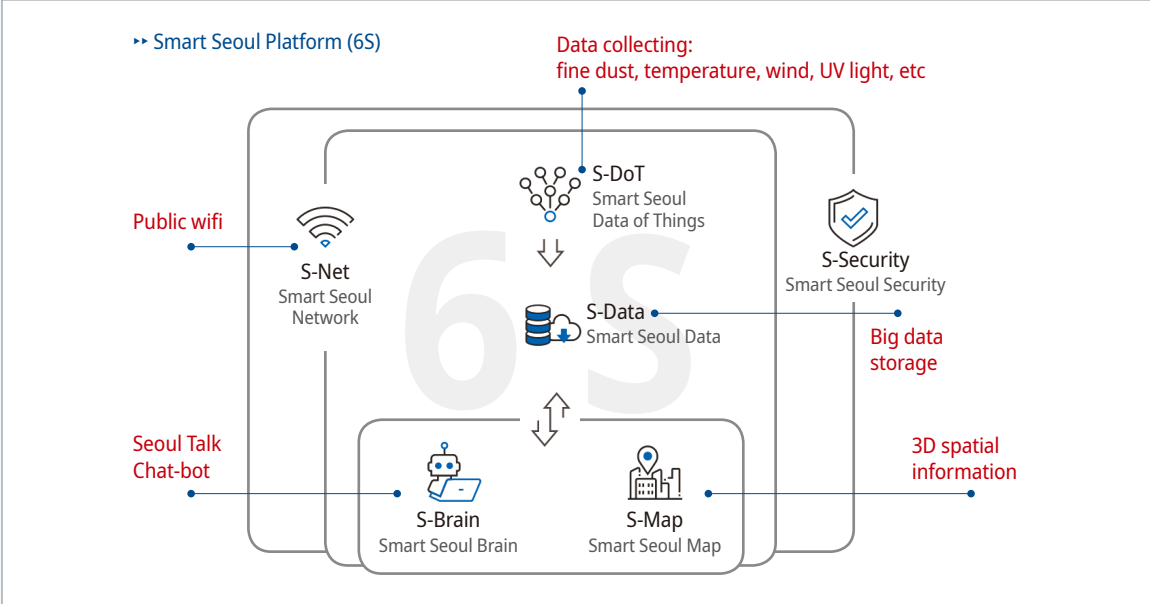 ▸▸ Smart Seoul Platform (6S)
Data collecting:
fine dust, temperature, wind, UV light, etc
S-DoT
Smart Seoul
Data of Things
Public wifi
S-Net
Smart Seoul
Network
S-Security
Smart Seoul Security
6S
S-Data
Smart Seoul Data
Big data
storage
Seoul Talk
Chat-bot
S-Brain
Smart Seoul Brain
S-Map
Smart Seoul Map
3D spatial
information